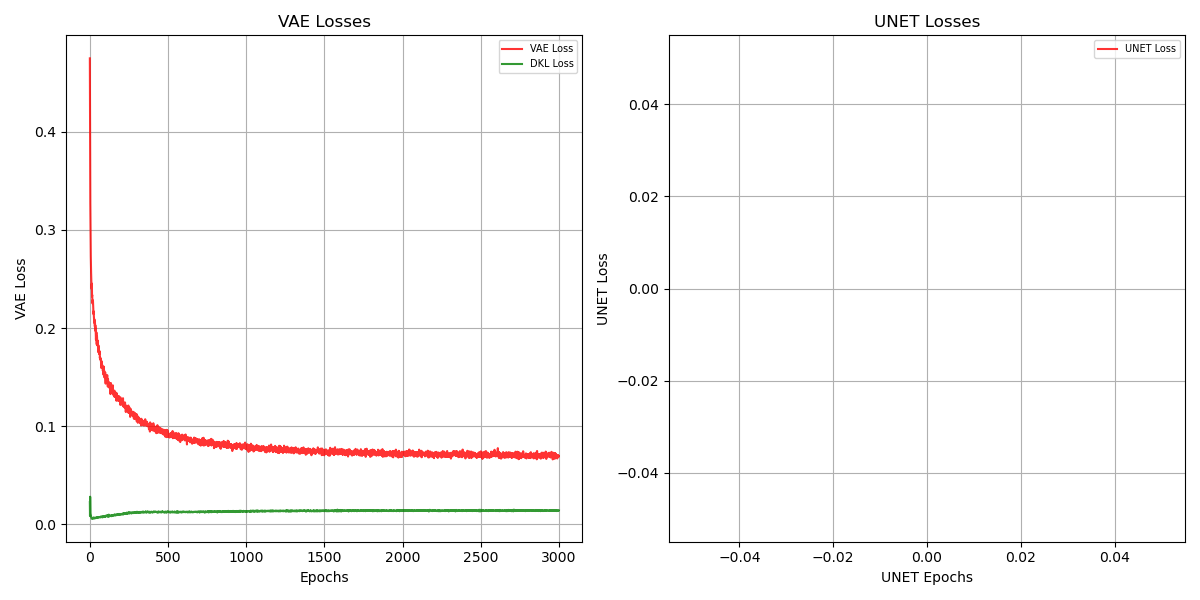 VAE Losses
VAE Loss
DKL Loss
VAE Loss
0.4
0.3
0.2
0.1
0.0
0 500 1000 1500 2000 2500 3000
Epochs
UNET Losses
UNET Loss
UNET Loss
0.04
0.02
0.00
−0.02
−0.04
−0.04 −0.02 0.00 0.02 0.04
UNET Epochs